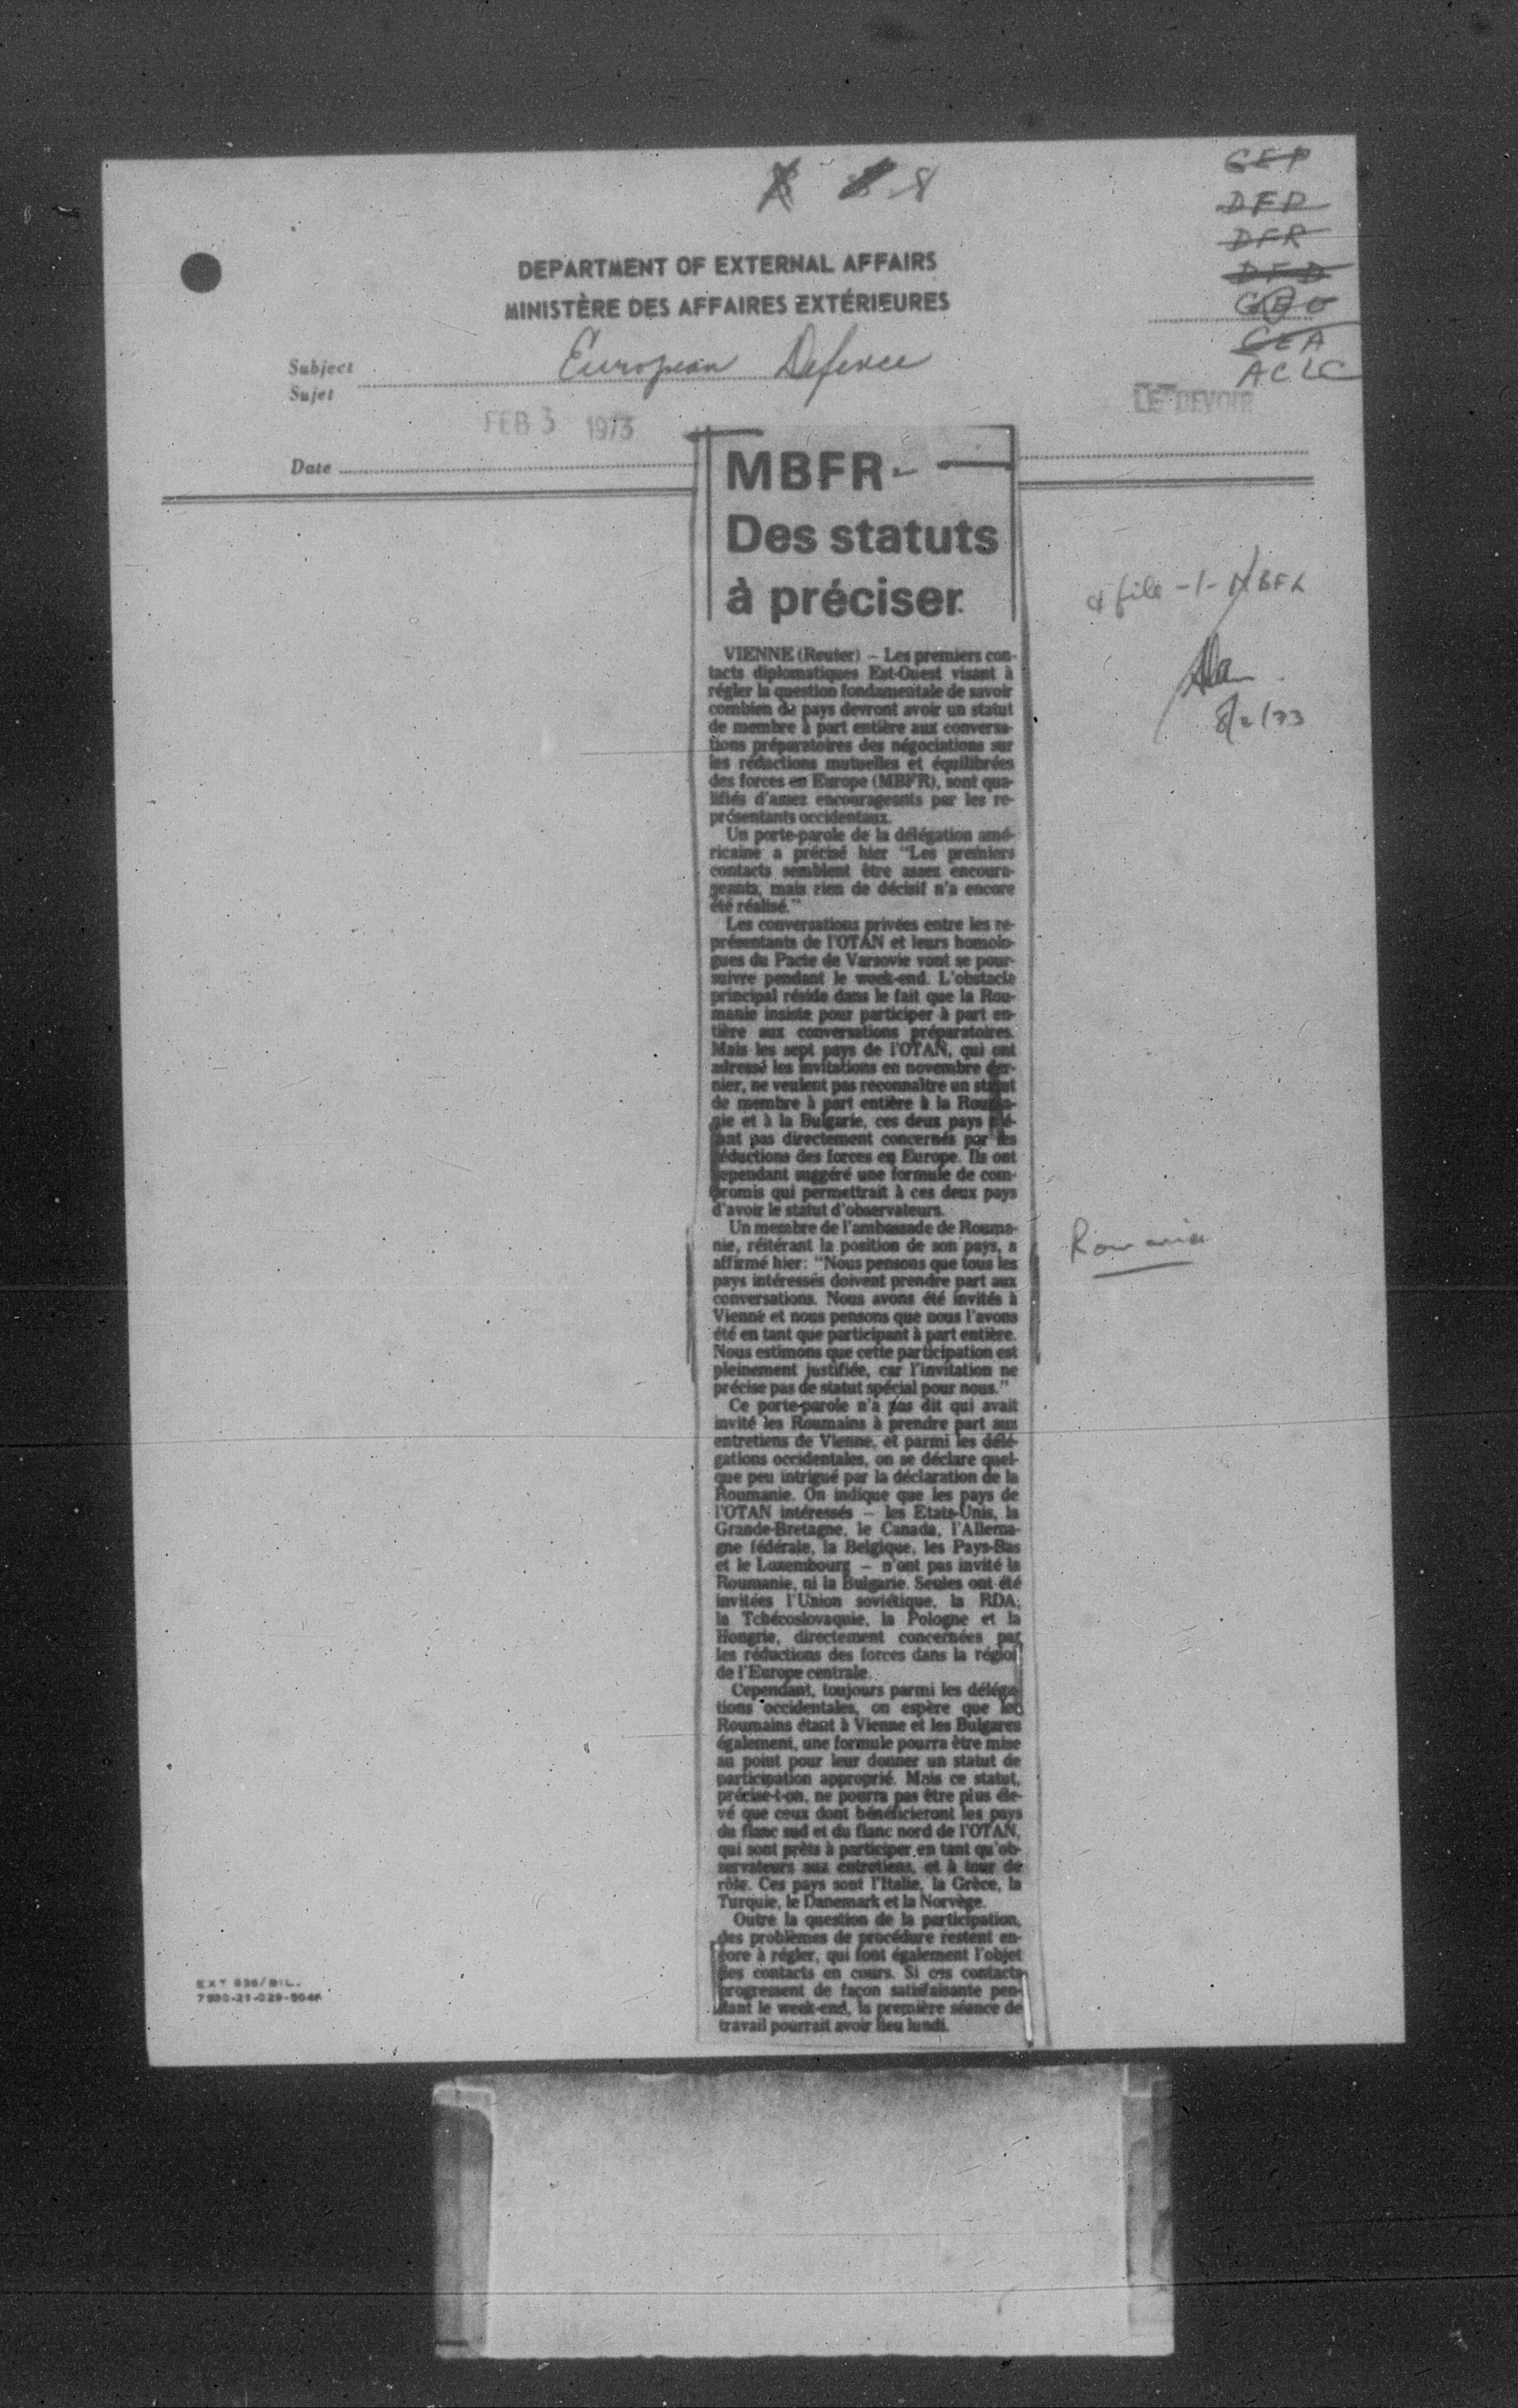 8
GEP
DFD
DFR
DFD
CEA
ACLC
DEPARTMENT OF EXTERNAL AFFAIRS
MINISTÈRE DES AFFAIRES EXTÉRIEURES
Subject
Sujet
European Defence
FEB 3 1973
LE DEVOIR
Date
MBFR-
Des statuts
à préciser
file -1- MBFR
8/2/73
VIENNE (Reuter) – Les premiers con-
tacts diplomatiques Est-Ouest visant à
régler la question fondamentale de savoir
combien de pays devront avoir un statut
de membre à part entière aux conversa-
tions préparatoires des négociations sur
les réductions mutuelles et équilibrées
des forces en Europe (MBFR), sont qua-
lifiés d'assez encourageants par les re-
présentants occidentaux.
Un porte-parole de la délégation amé-
ricaine a précisé hier "Les premiers
contacts semblent être assez encoura-
geants, mais rien de décisif n'a encore
été réalisé."
Les conversations privées entre les re-
présentants de l'OTAN et leurs homolo-
gues du Pacte de Varsovie vont se pour-
suivre pendant le week-end. L'obstacle
principal réside dans le fait que la Rou-
manie insiste pour participer à part en-
tière aux conversations préparatoires.
Mais les sept pays de l'OTAN, qui ont
adressé les invitations en novembre der-
nier, ne veulent pas reconnaître un statut
de membre à part entière à la Rouma-
nie et à la Bulgarie, ces deux pays n'é-
tant pas directement concernés par les
réductions des forces en Europe. Ils ont
cependant suggéré une formule de com-
promis qui permettrait à ces deux pays
d'avoir le statut d'observateurs.
Un membre de l'ambassade de Rouma-
nie, réitérant la position de son pays, a
affirmé hier: "Nous pensons que tous les
pays intéressés doivent prendre part aux
conversations. Nous avons été invités à
Vienne et nous pensons que nous l'avons
été en tant que participant à part entière.
Nous estimons que cette participation est
pleinement justifiée, car l'invitation ne
précise pas de statut spécial pour nous."
Romania
Ce porte-parole n'a pas dit qui avait
invité les Roumains à prendre part aux
entretiens de Vienne, et parmi les délé-
gations occidentales, on se déclare quel-
que peu intrigué par la déclaration de la
Roumanie. On indique que les pays de
l'OTAN intéressés – les Etats-Unis, la
Grande-Bretagne, le Canada, l'Allema-
gne fédérale, la Belgique, les Pays-Bas
et le Luxembourg – n'ont pas invité la
Roumanie, ni la Bulgarie. Seules ont été
invitées l'Union soviétique, la RDA,
la Tchécoslovaquie, la Pologne et la
Hongrie, directement concernées par
les réductions des forces dans la région
de l'Europe centrale.
Cependant, toujours parmi les déléga-
tions occidentales, on espère que les
Roumains étant à Vienne et les Bulgares
également, une formule pourra être mise
au point pour leur donner un statut de
participation approprié. Mais ce statut,
précise-t-on, ne pourra pas être plus éle-
vé que ceux dont bénéficieront les pays
du flanc sud et du flanc nord de l'OTAN,
qui sont prêts à participer en tant qu'ob-
servateurs aux entretiens, et à tour de
rôle. Ces pays sont l'Italie, la Grèce, la
Turquie, le Danemark et la Norvège.
Outre la question de la participation,
des problèmes de procédure restent en-
core à régler, qui font également l'objet
des contacts en cours. Si ces contacts
progressent de façon satisfaisante pen-
dant le week-end, la première séance de
travail pourrait avoir lieu lundi.
EXT 836/BIL.